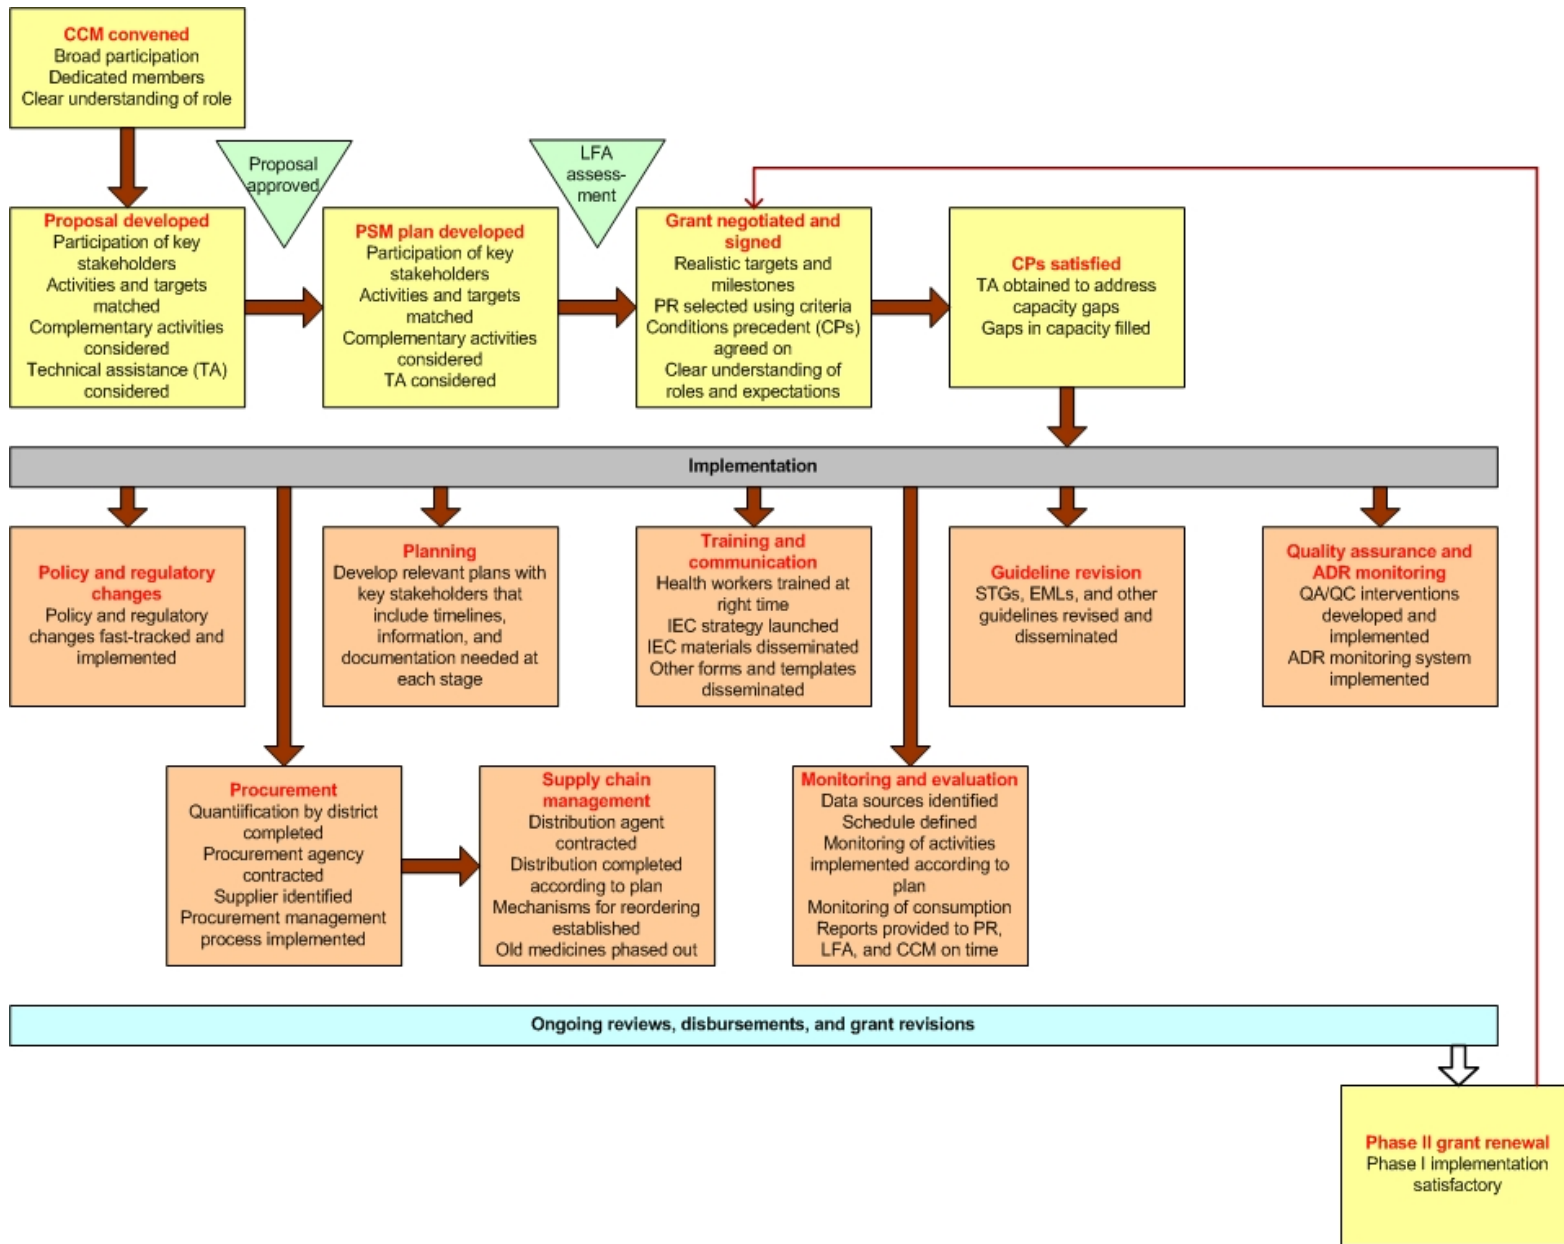 CCM convened
Broad participation
Dedicated members
Clear understanding of role
Proposal
approved
LFA
assess-
ment
Proposal developed
Participation of key
stakeholders
Activities and targets
matched
Complementary activities
considered
Technical assistance (TA)
considered
PSM plan developed
Participation of key
stakeholders
Activities and targets
matched
Complementary activities
considered
TA considered
Grant negotiated and
signed
Realistic targets and
milestones
PR selected using criteria
Conditions precedent (CPs)
agreed on
Clear understanding of
roles and expectations
CPs satisfied
TA obtained to address
capacity gaps
Gaps in capacity filled
Implementation
Policy and regulatory
changes
Policy and regulatory
changes fast-tracked and
implemented
Planning
Develop relevant plans with
key stakeholders that
include timelines,
information, and
documentation needed at
each stage
Training and
communication
Health workers trained at
right time
IEC strategy launched
IEC materials disseminated
Other forms and templates
disseminated
Guideline revision
STGs, EMLs, and other
guidelines revised and
disseminated
Quality assurance and
ADR monitoring
QA/QC interventions
developed and
implemented
ADR monitoring system
implemented
Procurement
Quantiification by district
completed
Procurement agency
contracted
Supplier identified
Procurement management
process implemented
Supply chain
management
Distribution agent
contracted
Distribution completed
according to plan
Mechanisms for reordering
established
Old medicines phased out
Monitoring and evaluation
Data sources identified
Schedule defined
Monitoring of activities
implemented according to
plan
Monitoring of consumption
Reports provided to PR,
LFA, and CCM on time
Ongoing reviews, disbursements, and grant revisions
Phase II grant renewal
Phase I implementation
satisfactory